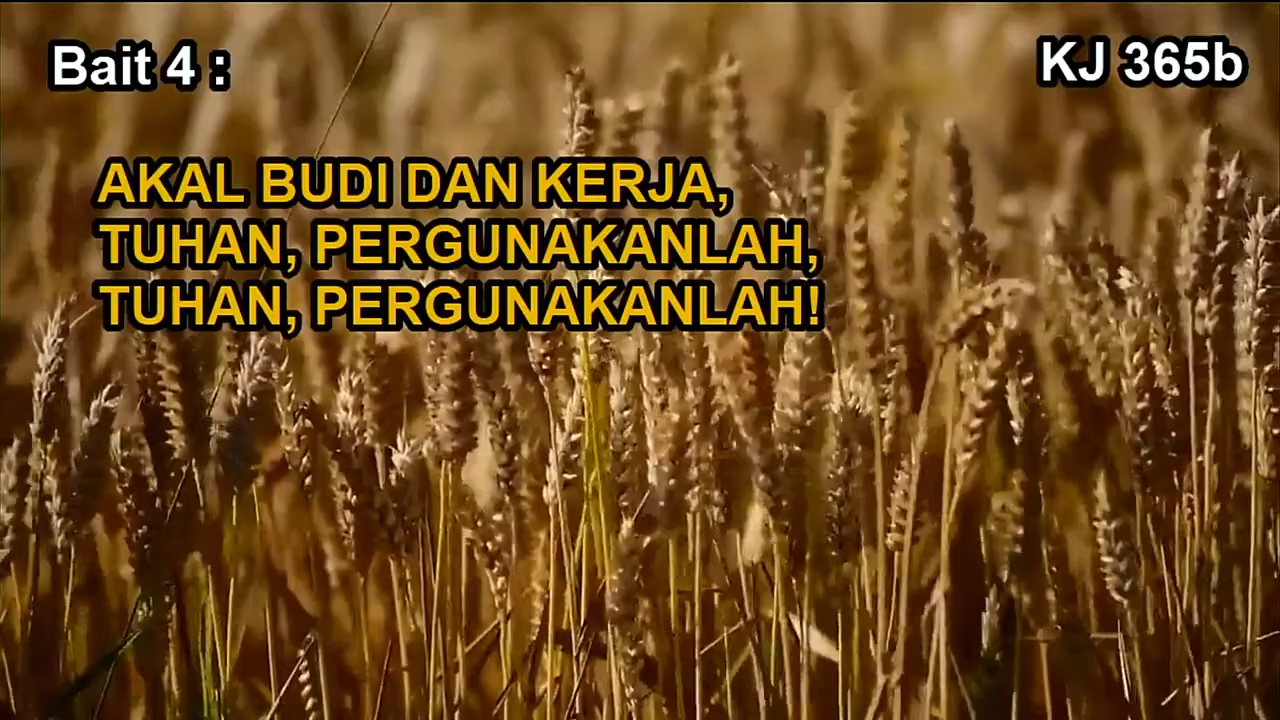 Bait 4 :
KJ 365b
AKAL BUDI DAN KERJA,
TUHAN, PERGUNAKANLAH,
TUHAN, PERGUNAKANLAH!